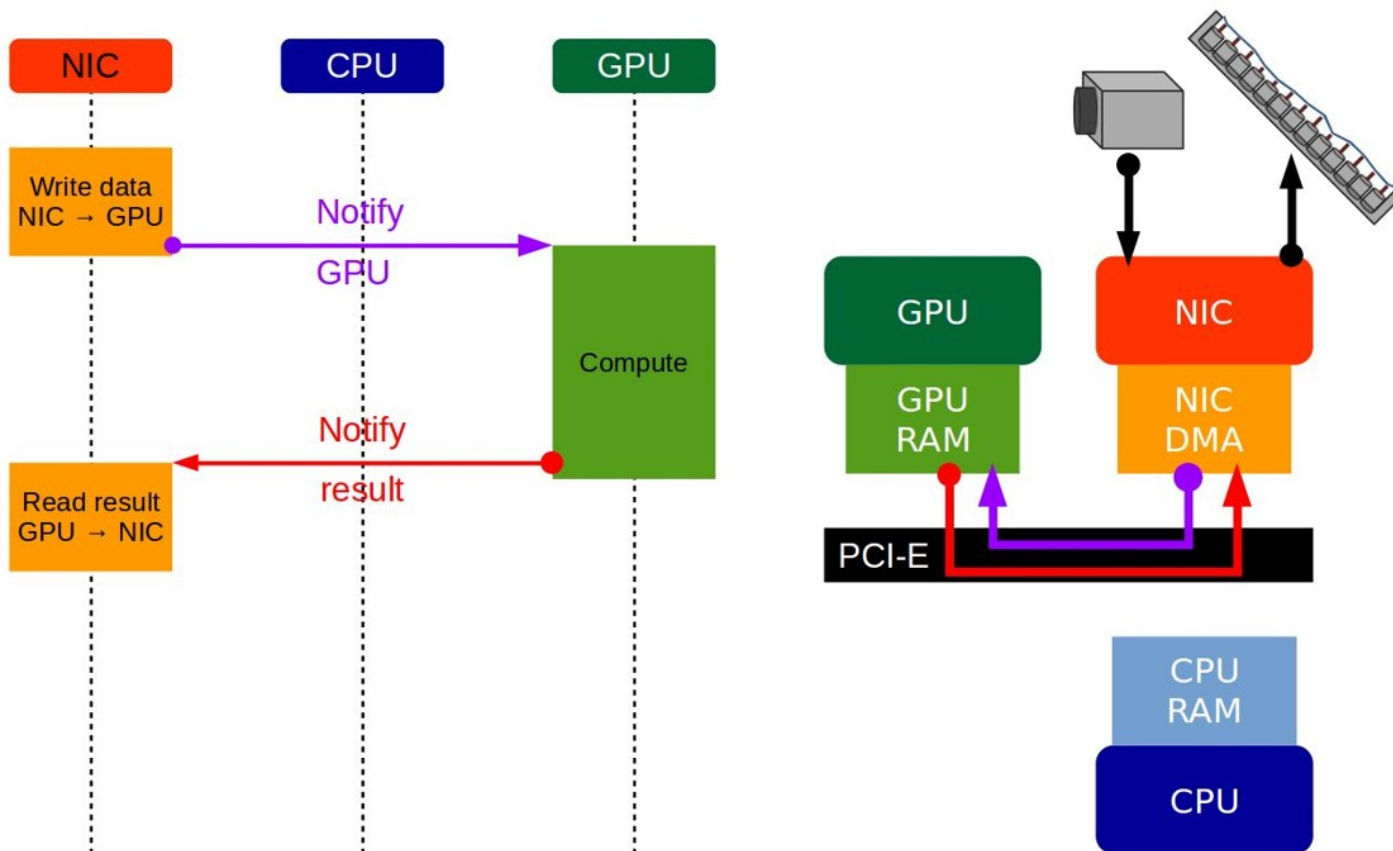 NIC
CPU
GPU
Write data
NIC → GPU
Notify
GPU
Compute
Notify
result
Read result
GPU → NIC
GPU
NIC
GPU
RAM
NIC
DMA
PCI-E
CPU
RAM
CPU